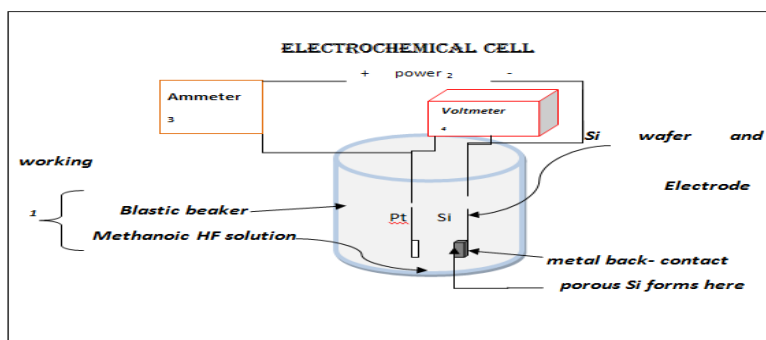 ELECTROCHEMICAL CELL
+ power 2 -
Ammeter
3
Voltmeter
4
Si wafer and
working
Electrode
1
Blastic beaker
Pt Si
Methanoic HF solution
metal back- contact
porous Si forms here